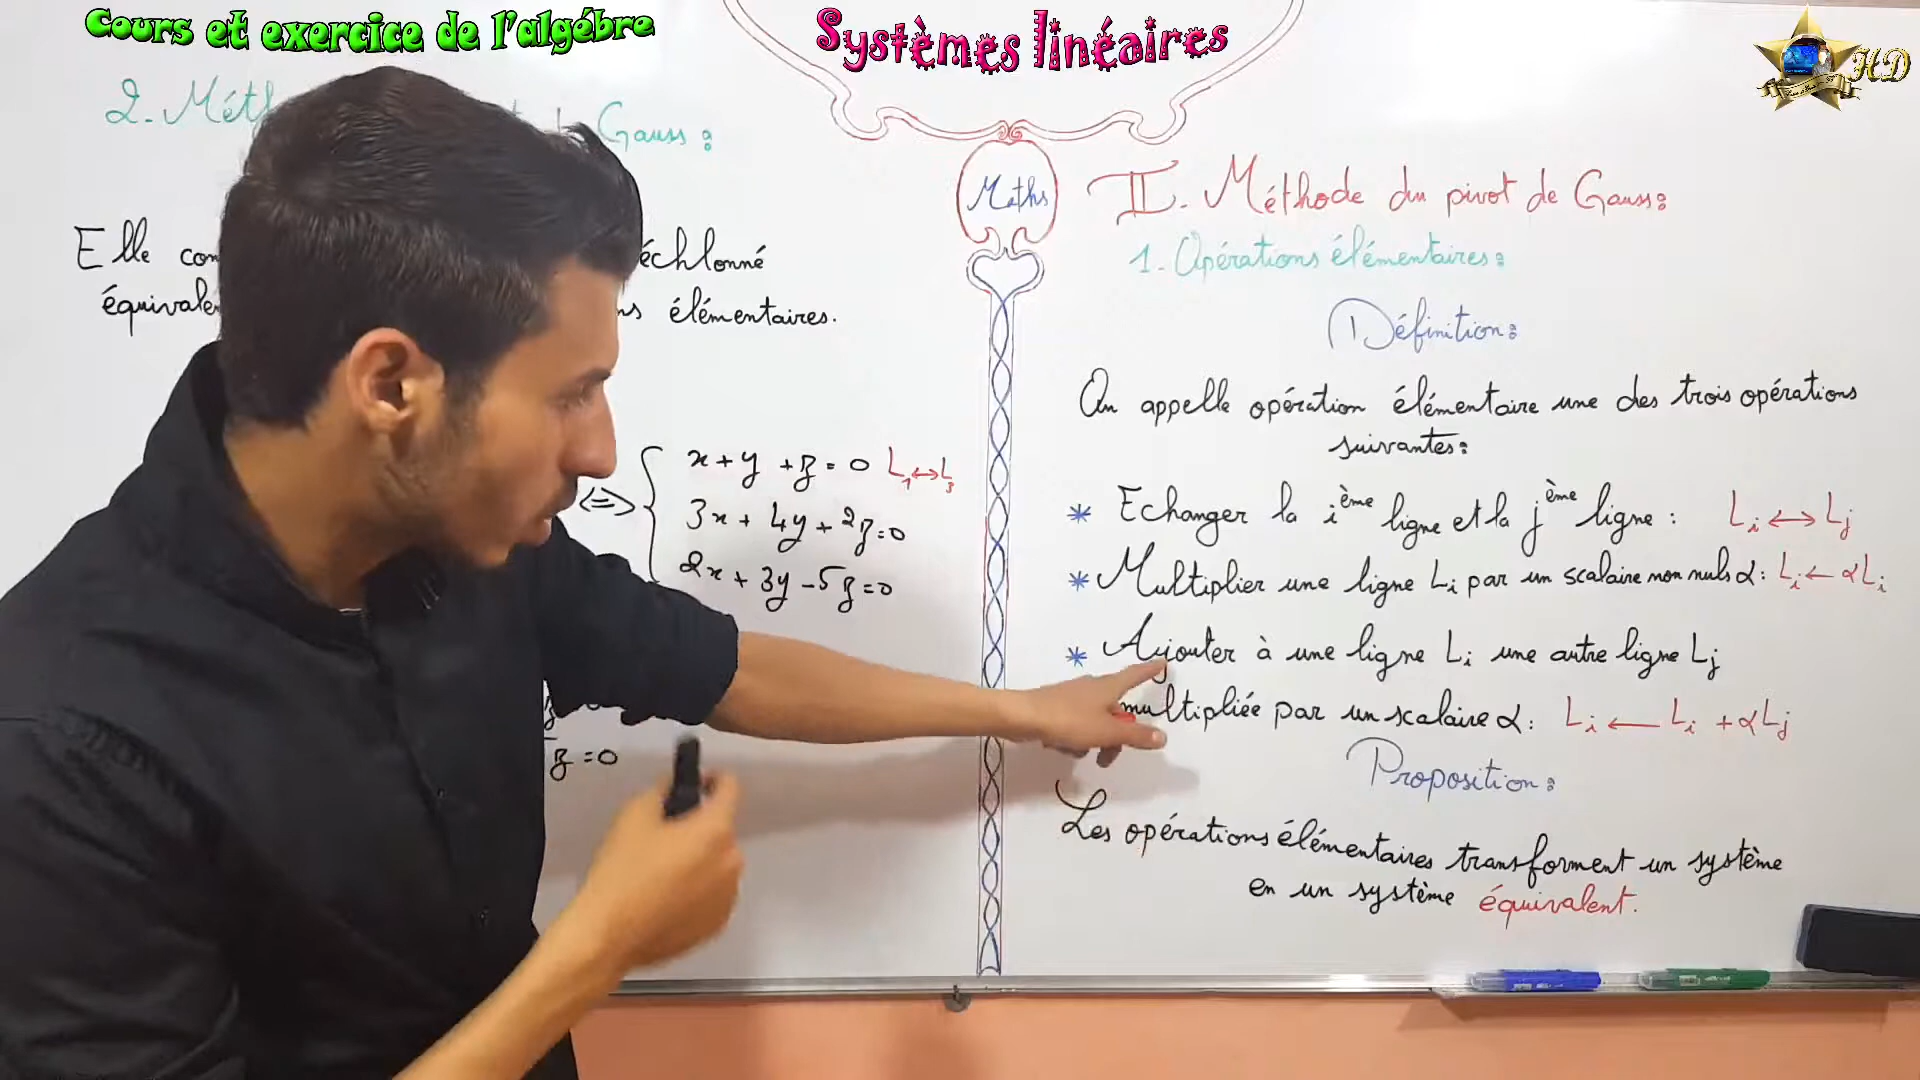 Cours et exercice de l'algébre
Systèmes linéaires
HD
2. Gauss:
Elle échlonné
élémentaires.
x + y + z = 0 L₁↔L₃
(=>
3x + 4y + 2z = 0
2x + 3y - 5z = 0
z = 0
Maths
II. Méthode du pivot de Gauss:
1. Opérations élémentaires:
Définition:
On appelle opération élémentaire une des trois opérations
suivantes:
* Echanger la ième ligne et la jème ligne : Li ↔ Lj
* Multiplier une ligne Li par un scalaire non nuls α: Li ← αLi
* Ajouter à une ligne Li une autre ligne Lj
multipliée par un scalaire α: Li ← Li + αLj
Proposition:
Les opérations élémentaires transforment un système
en un système équivalent.